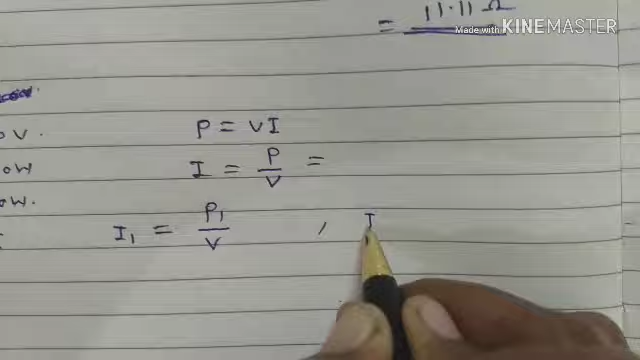 = 11.11 Ω
Made with KINEMASTER
V.
P = VI
I = P/V =
I₁ = P₁/V , I